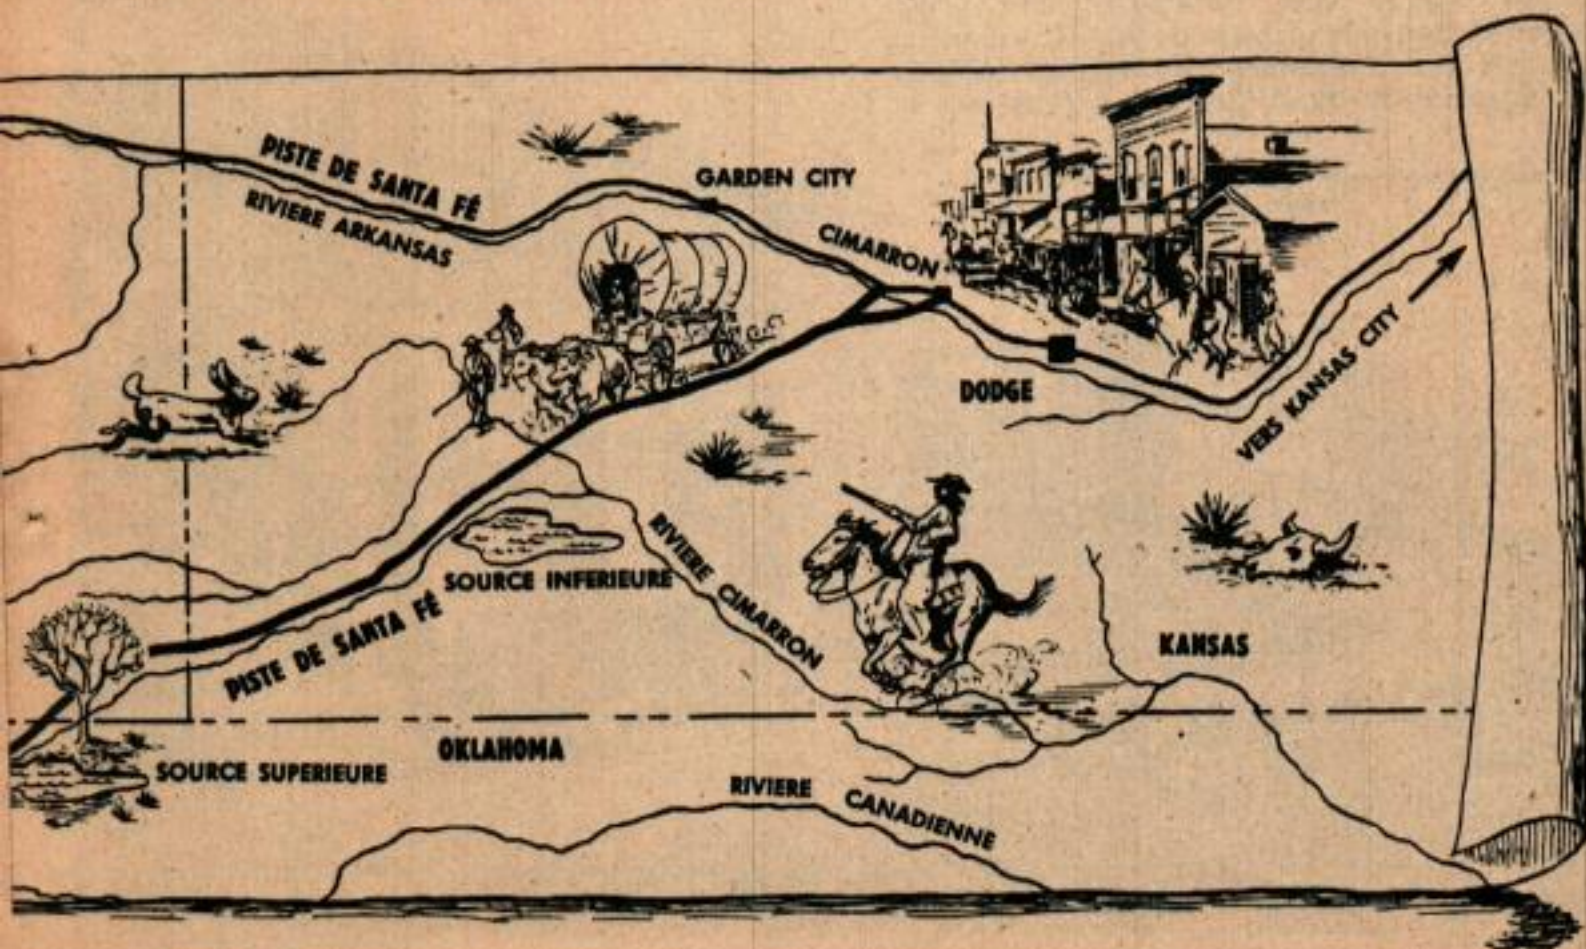 PISTE DE SANTA FÉ
RIVIERE ARKANSAS
GARDEN CITY
CIMARRON
DODGE
VERS KANSAS CITY
SOURCE INFERIEURE
RIVIERE CIMARRON
PISTE DE SANTA FÉ
KANSAS
OKLAHOMA
SOURCE SUPERIEURE
RIVIERE CANADIENNE